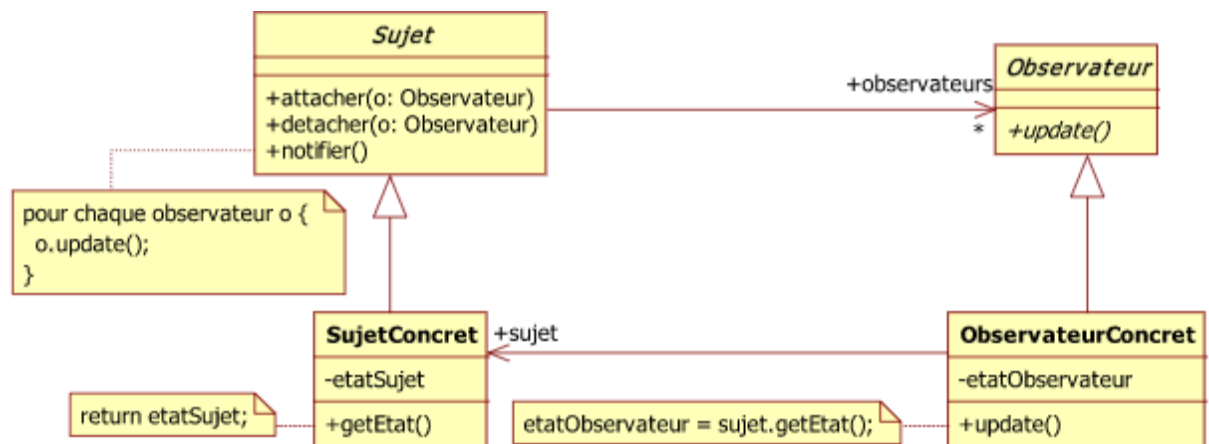 Sujet
+attacher(o: Observateur)
+detacher(o: Observateur)
+notifier()
+observateurs
*
Observateur
+update()
pour chaque observateur o {
o.update();
}
SujetConcret
-etatSujet
+getEtat()
return etatSujet;
+sujet
ObservateurConcret
-etatObservateur
+update()
etatObservateur = sujet.getEtat();